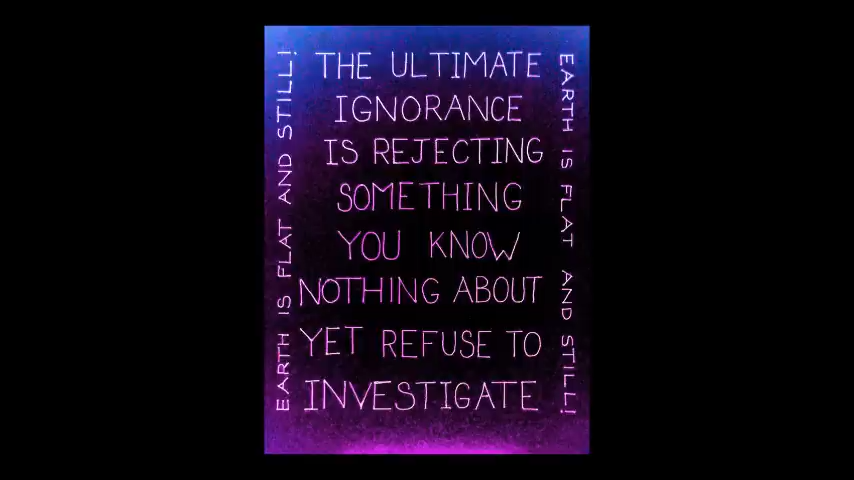 THE ULTIMATE
IGNORANCE
IS REJECTING
SOMETHING
YOU KNOW
NOTHING ABOUT
YET REFUSE TO
INVESTIGATE
EARTH IS FLAT AND STILL!
EARTH IS FLAT AND STILL!